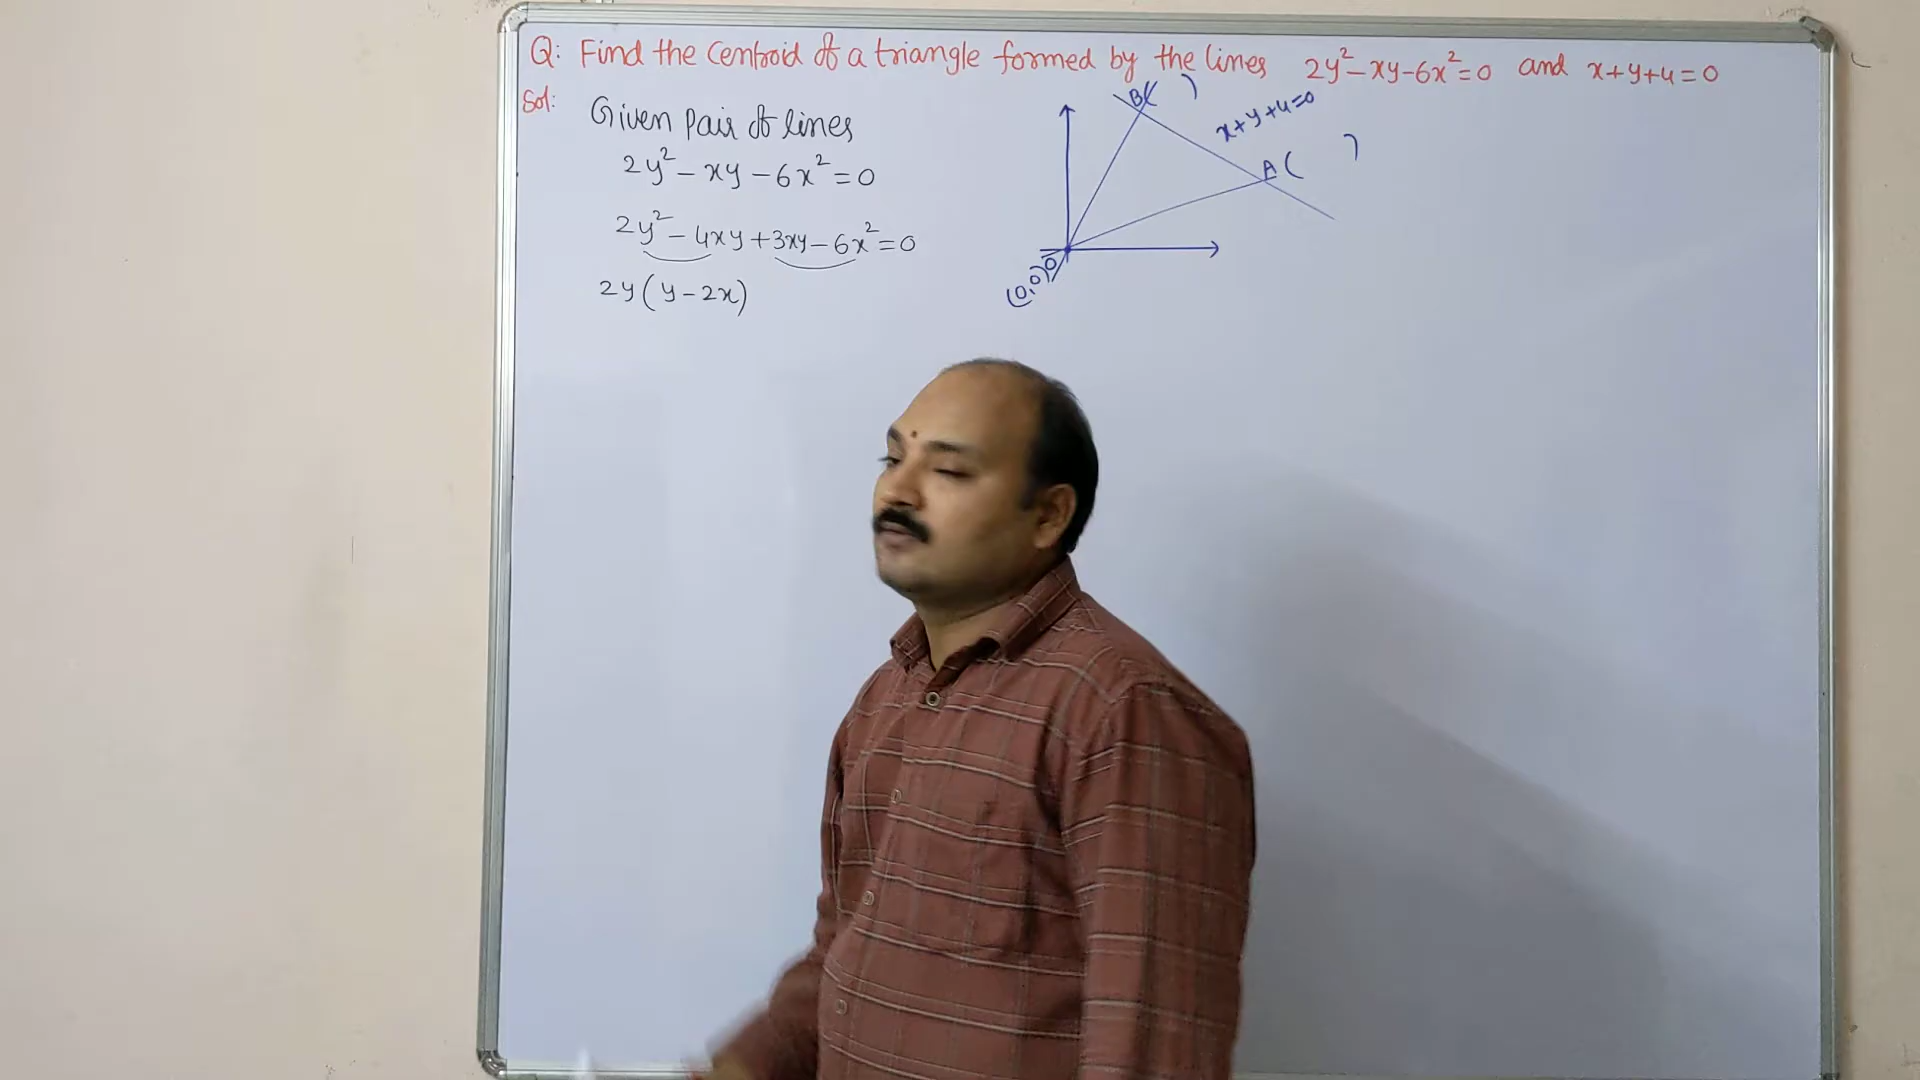 Q: Find the Centroid of a triangle formed by the lines 2y²-xy-6x²=0 and x+y+4=0
Sol:
Given pair of lines
2y²-xy-6x²=0
2y²-4xy+3xy-6x²=0
2y(y-2x)
B( )
x+y+4=0
A( )
O
(0,0)